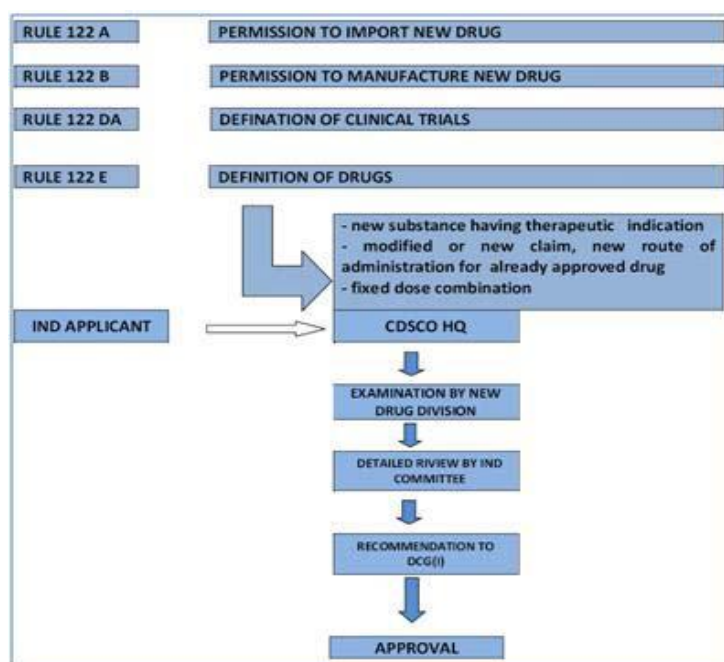 RULE 122 A
PERMISSION TO IMPORT NEW DRUG
RULE 122 B
PERMISSION TO MANUFACTURE NEW DRUG
RULE 122 DA
DEFINATION OF CLINICAL TRIALS
RULE 122 E
DEFINITION OF DRUGS
- new substance having therapeutic indication
- modified or new claim, new route of
administration for already approved drug
- fixed dose combination
IND APPLICANT
CDSCO HQ
EXAMINATION BY NEW
DRUG DIVISION
DETAILED RIVIEW BY IND
COMMITTEE
RECOMMENDATION TO
DCG(I)
APPROVAL